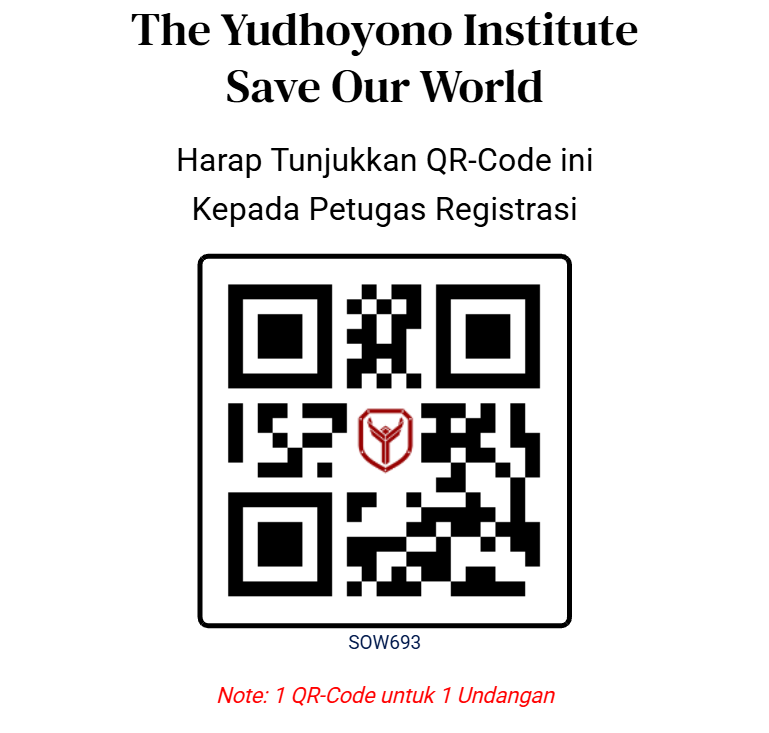 The Yudhoyono Institute
Save Our World
Harap Tunjukkan QR-Code ini
Kepada Petugas Registrasi
SOW693
Note: 1 QR-Code untuk 1 Undangan